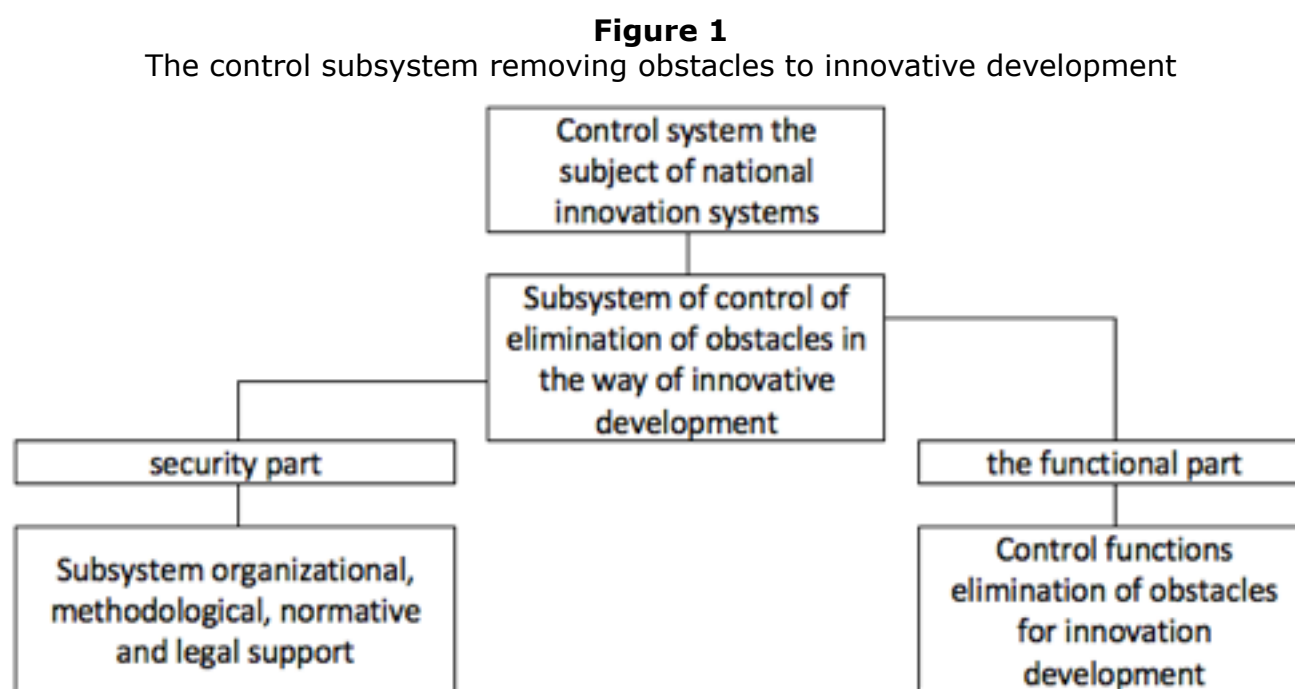 Figure 1
The control subsystem removing obstacles to innovative development
Control system the
subject of national
innovation systems
Subsystem of control of
elimination of obstacles in
the way of innovative
development
security part
the functional part
Subsystem organizational,
methodological, normative
and legal support
Control functions
elimination of obstacles
for innovation
development